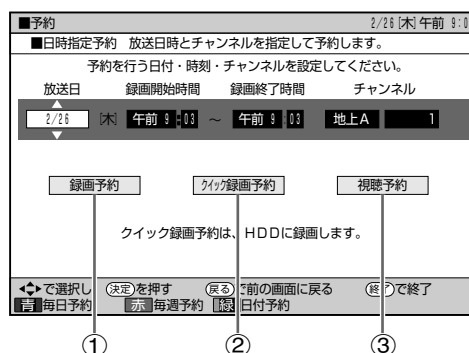 ■予約 2/26[木]午前 9:0
■日時指定予約 放送日時とチャンネルを指定して予約します。
予約を行う日付・時刻・チャンネルを設定してください。
放送日 録画開始時間 録画終了時間 チャンネル
2/26 [木] 午前 9:03 ～ 午前 9:03 地上A 1
録画予約 クイック録画予約 視聴予約
クイック録画予約は、HDDに録画します。
で選択し 決定を押す 戻るで前の画面に戻る 終了で終了
青 毎日予約 赤 毎週予約 緑 日付予約
① ② ③